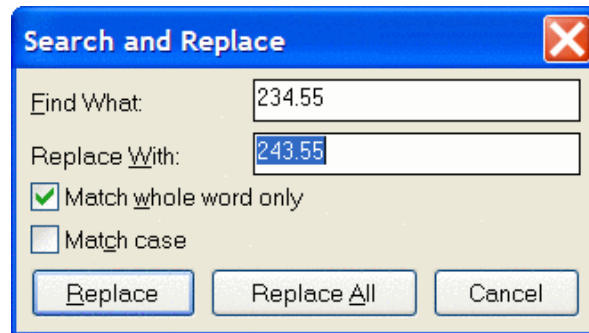 Search and Replace
Find What: 234.55
Replace With: 243.55
Match whole word only
Match case
Replace Replace All Cancel